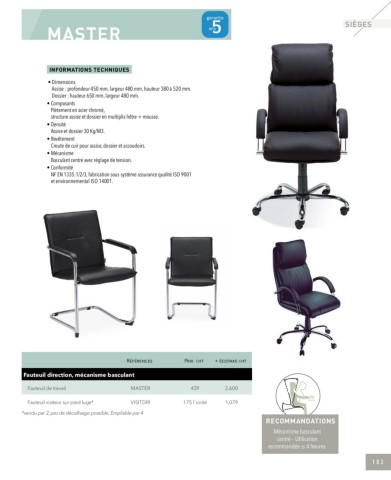 MASTER
garantie
5
SIÈGES
INFORMATIONS TECHNIQUES
• Dimensions
Assise : profondeur 450 mm, largeur 480 mm, hauteur 380 à 520 mm.
Dossier : hauteur 650 mm, largeur 480 mm.
• Composants
Piètement en acier chromé,
structure assise et dossier en multiplis hêtre + mousse.
• Densité
Assise et dossier 30 Kg/M3.
• Revêtement
Croute de cuir pour assise, dossier et accoudoirs.
• Mécanisme
Basculant centré avec réglage de tension.
• Conformité
NF EN 1335.1/2/3, fabrication sous système assurance qualité ISO 9001
et environnemental ISO 14001.
RÉFÉRENCES PRIX €HT + ÉCOTAXE €HT
Fauteuil direction, mécanisme basculant
Fauteuil de travail MASTER 439 2,600
Fauteuil visiteur sur pied luge* VISITOR 175 l'unité 1,079
*vendu par 2, pas de décollage possible. Empilable par 4
RECOMMANDATIONS
Mécanisme basculant
centré - Utilisation
recommandée ≤ 4 heures